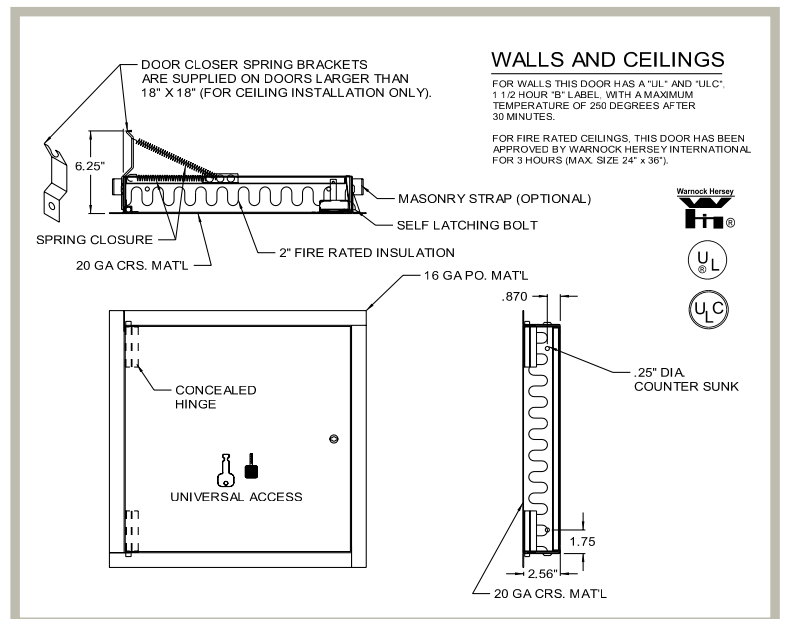 DOOR CLOSER SPRING BRACKETS
ARE SUPPLIED ON DOORS LARGER THAN
18" X 18" (FOR CEILING INSTALLATION ONLY).
WALLS AND CEILINGS
FOR WALLS THIS DOOR HAS A "UL" AND "ULC",
1 1/2 HOUR "B" LABEL, WITH A MAXIMUM
TEMPERATURE OF 250 DEGREES AFTER
30 MINUTES.
FOR FIRE RATED CEILINGS, THIS DOOR HAS BEEN
APPROVED BY WARNOCK HERSEY INTERNATIONAL
FOR 3 HOURS (MAX. SIZE 24" x 36").
6.25"
MASONRY STRAP (OPTIONAL)
SELF LATCHING BOLT
SPRING CLOSURE
2" FIRE RATED INSULATION
20 GA CRS. MAT'L
Warnock Hersey
®
UL
®
ULC
16 GA PO. MAT'L
.870
.25" DIA.
COUNTER SUNK
CONCEALED
HINGE
UNIVERSAL ACCESS
1.75
2.56"
20 GA CRS. MAT'L